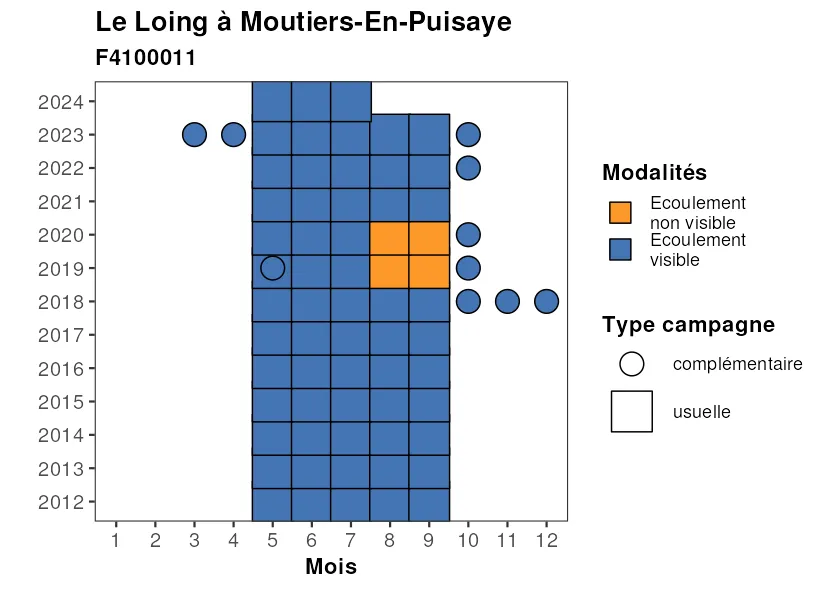 Le Loing à Moutiers-En-Puisaye
F4100011
2024
2023
2022
2021
2020
2019
2018
2017
2016
2015
2014
2013
2012
1 2 3 4 5 6 7 8 9 10 11 12
Mois
Modalités
Ecoulement
non visible
Ecoulement
visible
Type campagne
complémentaire
usuelle